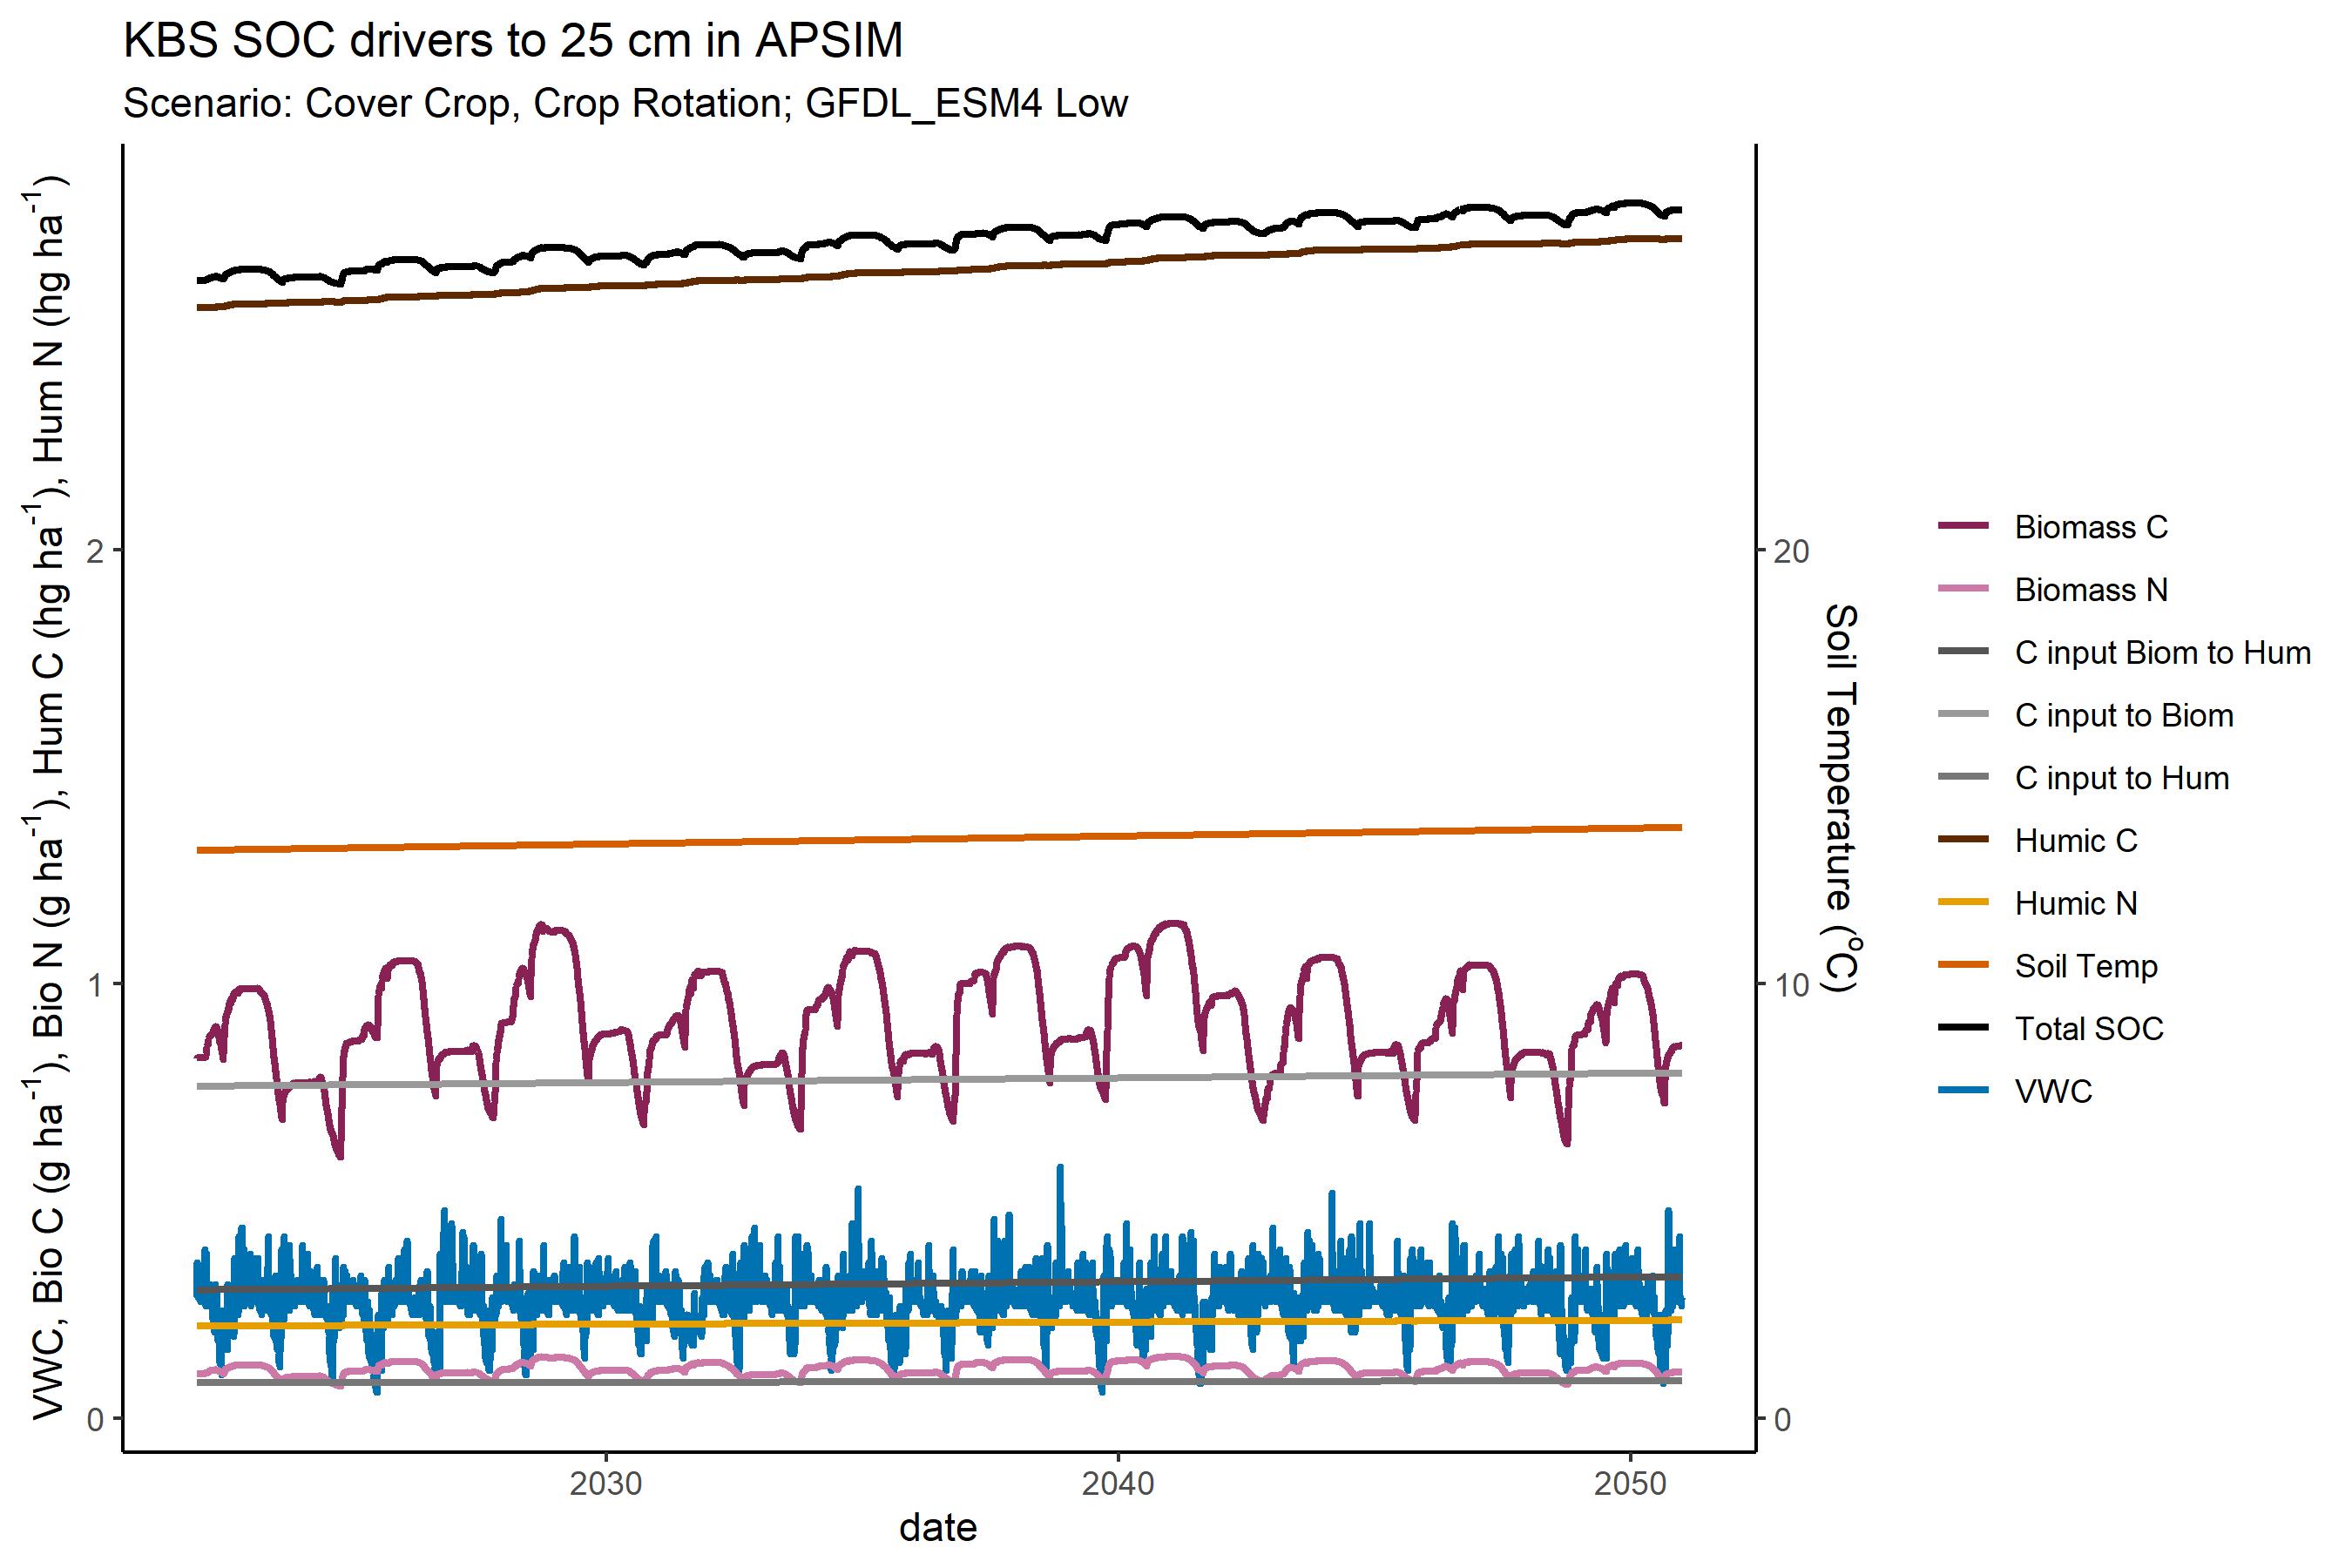 KBS SOC drivers to 25 cm in APSIM
Scenario: Cover Crop, Crop Rotation; GFDL_ESM4 Low
VWC, Bio C (g ha⁻¹), Bio N (g ha⁻¹), Hum C (hg ha⁻¹), Hum N (hg ha⁻¹)
2
1
0
20
10
0
Soil Temperature (°C)
2030
2040
2050
date
Biomass C
Biomass N
C input Biom to Hum
C input to Biom
C input to Hum
Humic C
Humic N
Soil Temp
Total SOC
VWC